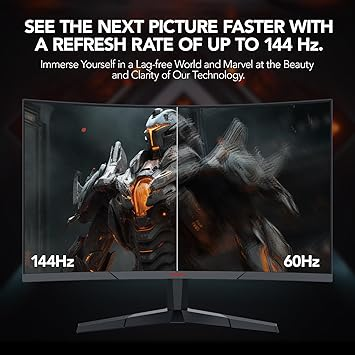 SEE THE NEXT PICTURE FASTER WITH
A REFRESH RATE OF UP TO 144 Hz.
Immerse Yourself in a Lag-free World and Marvel at the Beauty
and Clarity of Our Technology.
144Hz
60Hz